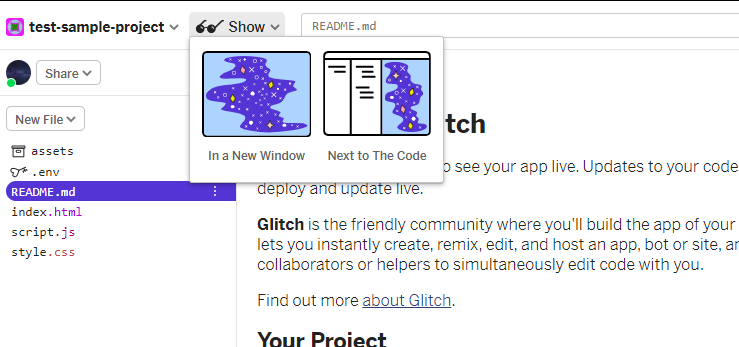 test-sample-project
Show
README.md
Share
In a New Window
Next to The Code
New File
assets
.env
README.md
index.html
script.js
style.css
tch
to see your app live. Updates to your code
deploy and update live.
Glitch is the friendly community where you'll build the app of your
lets you instantly create, remix, edit, and host an app, bot or site, an
collaborators or helpers to simultaneously edit code with you.
Find out more about Glitch.
Your Project